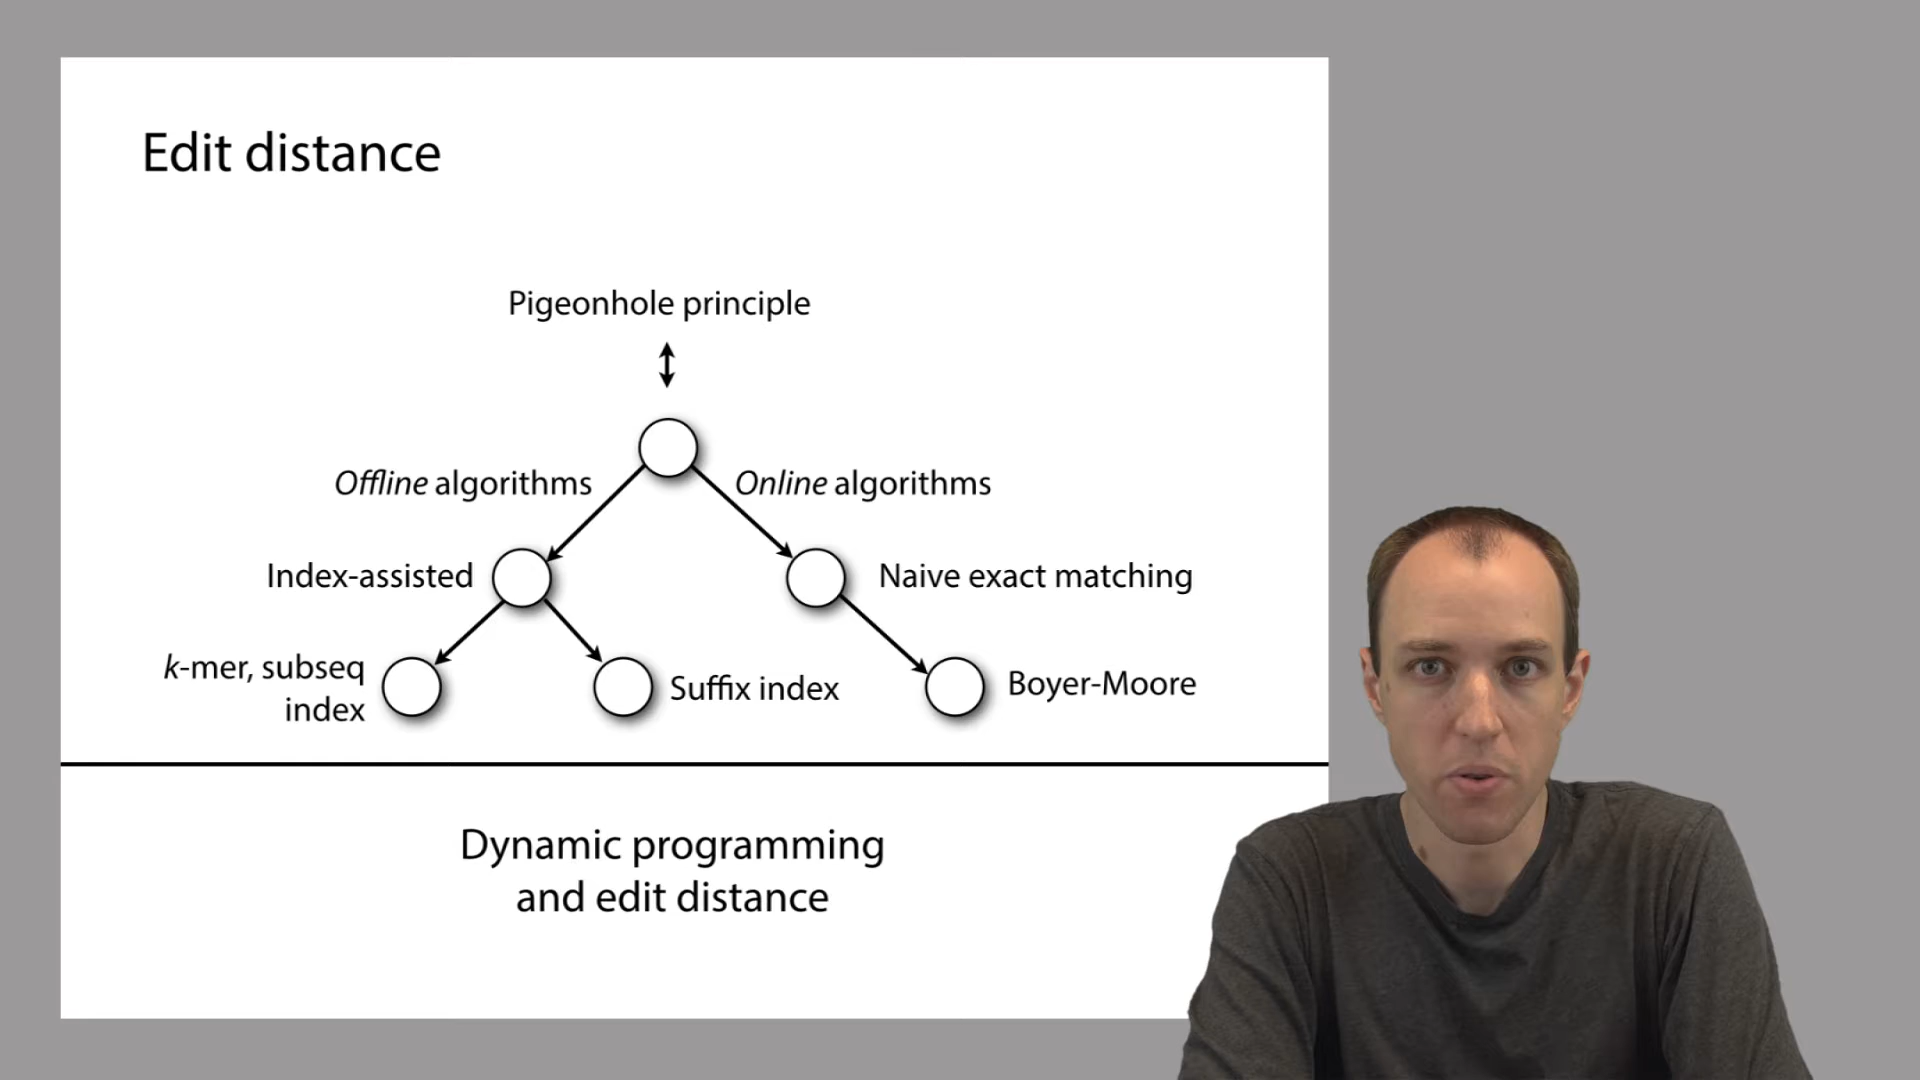 Edit distance
Pigeonhole principle
Offline algorithms
Online algorithms
Index-assisted
Naive exact matching
k-mer, subseq
index
Suffix index
Boyer-Moore
Dynamic programming
and edit distance